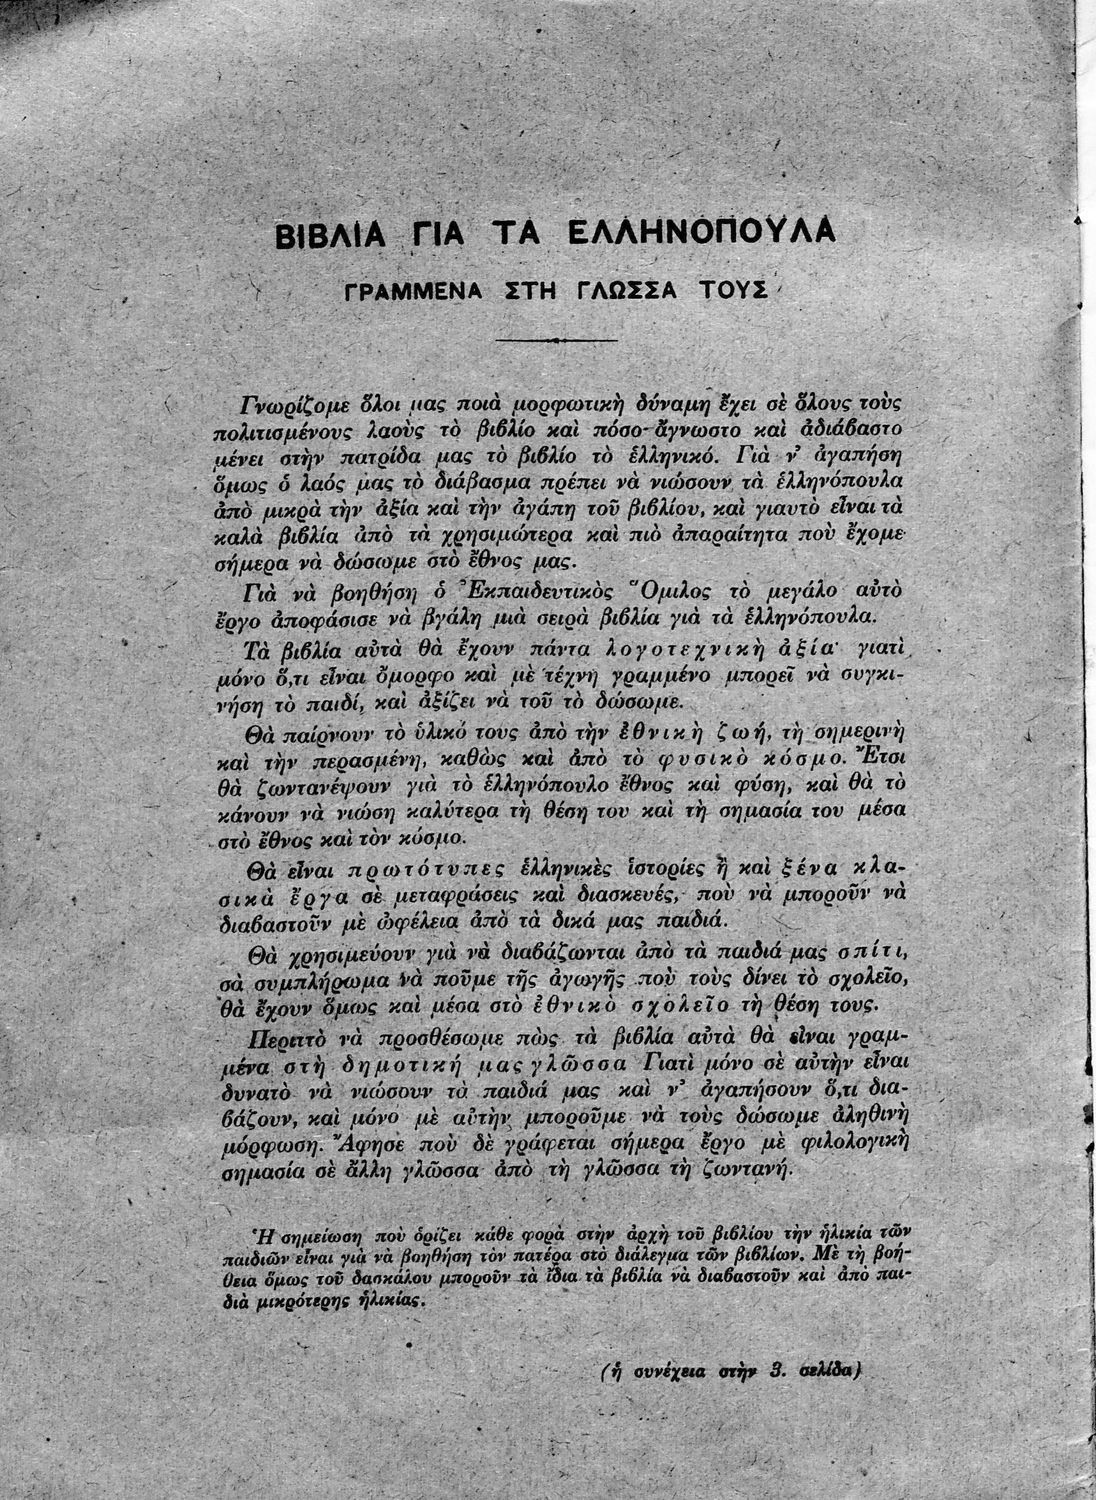 ΒΙΒΛΙΑ ΓΙΑ ΤΑ ΕΛΛΗΝΟΠΟΥΛΑ
ΓΡΑΜΜΕΝΑ ΣΤΗ ΓΛΩΣΣΑ ΤΟΥΣ
Γνωρίζομε ὅλοι μας ποιὰ μορφωτικὴ δύναμη ἔχει σὲ ὅλους τοὺς
πολιτισμένους λαοὺς τὸ βιβλίο καὶ πόσο ἄγνωστο καὶ ἀδιάβαστο
μένει στὴν πατρίδα μας τὸ βιβλίο τὸ ἑλληνικό. Γιὰ ν' ἀγαπήση
ὅμως ὁ λαός μας τὸ διάβασμα πρέπει νὰ νιώσουν τὰ ἑλληνόπουλα
ἀπὸ μικρὰ τὴν ἀξία καὶ τὴν ἀγάπη τοῦ βιβλίου, καὶ γιαυτὸ εἶναι τὰ
καλὰ βιβλία ἀπὸ τὰ χρησιμώτερα καὶ πιὸ ἀπαραίτητα ποὺ ἔχομε
σήμερα νὰ δώσωμε στὸ ἔθνος μας.
Γιὰ νὰ βοηθήση ὁ Ἐκπαιδευτικὸς Ὅμιλος τὸ μεγάλο αὐτὸ
ἔργο ἀποφάσισε νὰ βγάλη μιὰ σειρὰ βιβλία γιὰ τὰ ἑλληνόπουλα.
Τὰ βιβλία αὐτὰ θὰ ἔχουν πάντα λογοτεχνικὴ ἀξία· γιατὶ
μόνο ὅ,τι εἶναι ὄμορφο καὶ μὲ τέχνη γραμμένο μπορεῖ νὰ συγκι-
νήση τὸ παιδί, καὶ ἀξίζει νὰ τοῦ τὸ δώσωμε.
Θὰ παίρνουν τὸ ὑλικό τους ἀπὸ τὴν ἐθνικὴ ζωή, τὴ σημερινὴ
καὶ τὴν περασμένη, καθὼς καὶ ἀπὸ τὸ φυσικὸ κόσμο. Ἔτσι
θὰ ζωντανέψουν γιὰ τὸ ἑλληνόπουλο ἔθνος καὶ φύση, καὶ θὰ τὸ
κάνουν νὰ νιώση καλύτερα τὴ θέση του καὶ τὴ σημασία του μέσα
στὸ ἔθνος καὶ τὸν κόσμο.
Θὰ εἶναι πρωτότυπες ἑλληνικὲς ἱστορίες ἢ καὶ ξένα κλα-
σικὰ ἔργα σὲ μεταφράσεις καὶ διασκευές, ποὺ νὰ μποροῦν νὰ
διαβαστοῦν μὲ ὠφέλεια ἀπὸ τὰ δικά μας παιδιά.
Θὰ χρησιμεύουν γιὰ νὰ διαβάζωνται ἀπὸ τὰ παιδιά μας σπίτι,
σὰ συμπλήρωμα νὰ ποῦμε τῆς ἀγωγῆς ποὺ τοὺς δίνει τὸ σχολεῖο,
θὰ ἔχουν ὅμως καὶ μέσα στὸ ἐθνικὸ σχολεῖο τὴ θέση τους.
Περιττὸ νὰ προσθέσωμε πὼς τὰ βιβλία αὐτὰ θὰ εἶναι γραμ-
μένα στὴ δημοτική μας γλῶσσα Γιατὶ μόνο σὲ αὐτὴν εἶναι
δυνατὸ νὰ νιώσουν τὰ παιδιά μας καὶ ν' ἀγαπήσουν ὅ,τι δια-
βάζουν, καὶ μόνο μὲ αὐτὴν μποροῦμε νὰ τοὺς δώσωμε ἀληθινὴ
μόρφωση. Ἄφησε ποὺ δὲ γράφεται σήμερα ἔργο μὲ φιλολογικὴ
σημασία σὲ ἄλλη γλῶσσα ἀπὸ τὴ γλῶσσα τὴ ζωντανή.
Ἡ σημείωση ποὺ ὁρίζει κάθε φορὰ στὴν ἀρχὴ τοῦ βιβλίου τὴν ἡλικία τῶν
παιδιῶν εἶναι γιὰ νὰ βοηθήση τὸν πατέρα στὸ διάλεγμα τῶν βιβλίων. Μὲ τὴ βοή-
θεια ὅμως τοῦ δασκάλου μποροῦν τὰ ἴδια τὰ βιβλία νὰ διαβαστοῦν καὶ ἀπὸ παι-
διὰ μικρότερης ἡλικίας.
(ἡ συνέχεια στὴν 3. σελίδα)